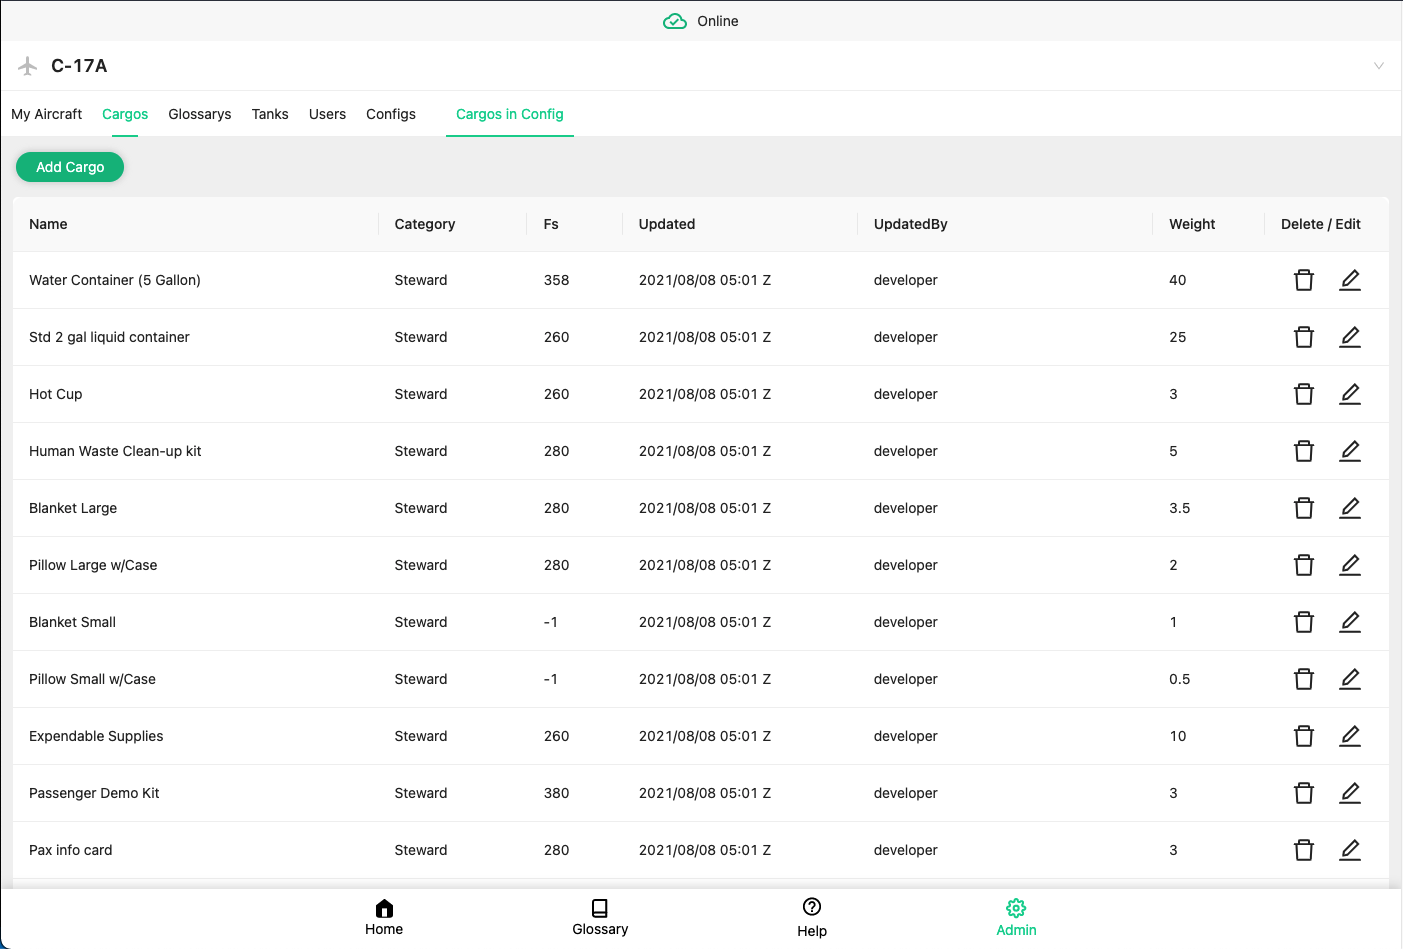 Online
C-17A
My Aircraft Cargos Glossarys Tanks Users Configs Cargos in Config
Add Cargo
Name Category Fs Updated UpdatedBy Weight Delete / Edit
Water Container (5 Gallon) Steward 358 2021/08/08 05:01 Z developer 40
Std 2 gal liquid container Steward 260 2021/08/08 05:01 Z developer 25
Hot Cup Steward 260 2021/08/08 05:01 Z developer 3
Human Waste Clean-up kit Steward 280 2021/08/08 05:01 Z developer 5
Blanket Large Steward 280 2021/08/08 05:01 Z developer 3.5
Pillow Large w/Case Steward 280 2021/08/08 05:01 Z developer 2
Blanket Small Steward -1 2021/08/08 05:01 Z developer 1
Pillow Small w/Case Steward -1 2021/08/08 05:01 Z developer 0.5
Expendable Supplies Steward 260 2021/08/08 05:01 Z developer 10
Passenger Demo Kit Steward 380 2021/08/08 05:01 Z developer 3
Pax info card Steward 280 2021/08/08 05:01 Z developer 3
Home Glossary Help Admin